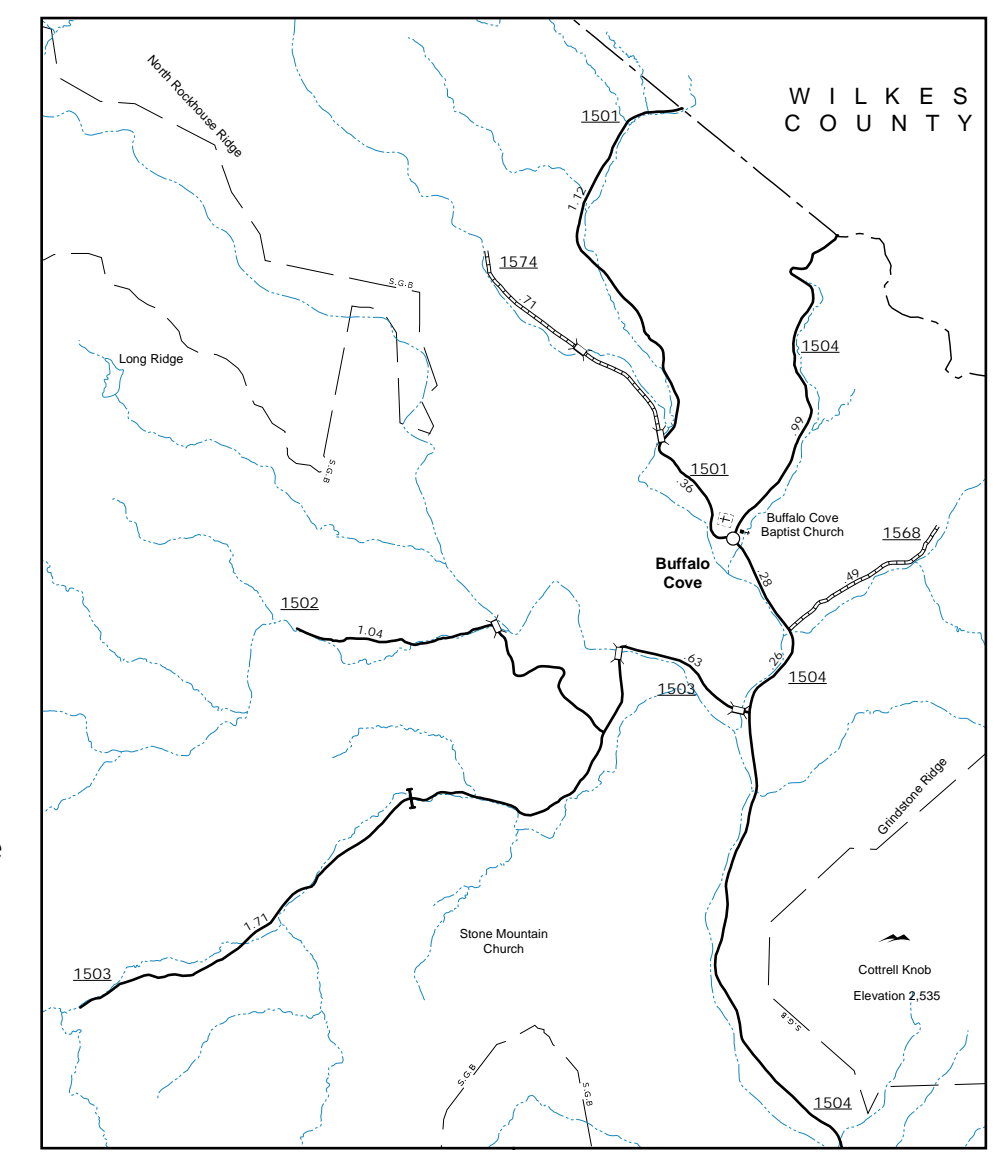 North Rockhouse Ridge
WILKES
COUNTY
1501
1.12
1574
S.G.B
.71
Long Ridge
1504
.99
S.G.B
1501
.36
Buffalo Cove
Baptist Church
1568
Buffalo
Cove
.28
.49
1502
1.04
.63
.26
1503
1504
Grindstone Ridge
1.71
Stone Mountain
Church
1503
Cottrell Knob
Elevation 2,535
S.G.B
S.G.B
S.G.B
1504